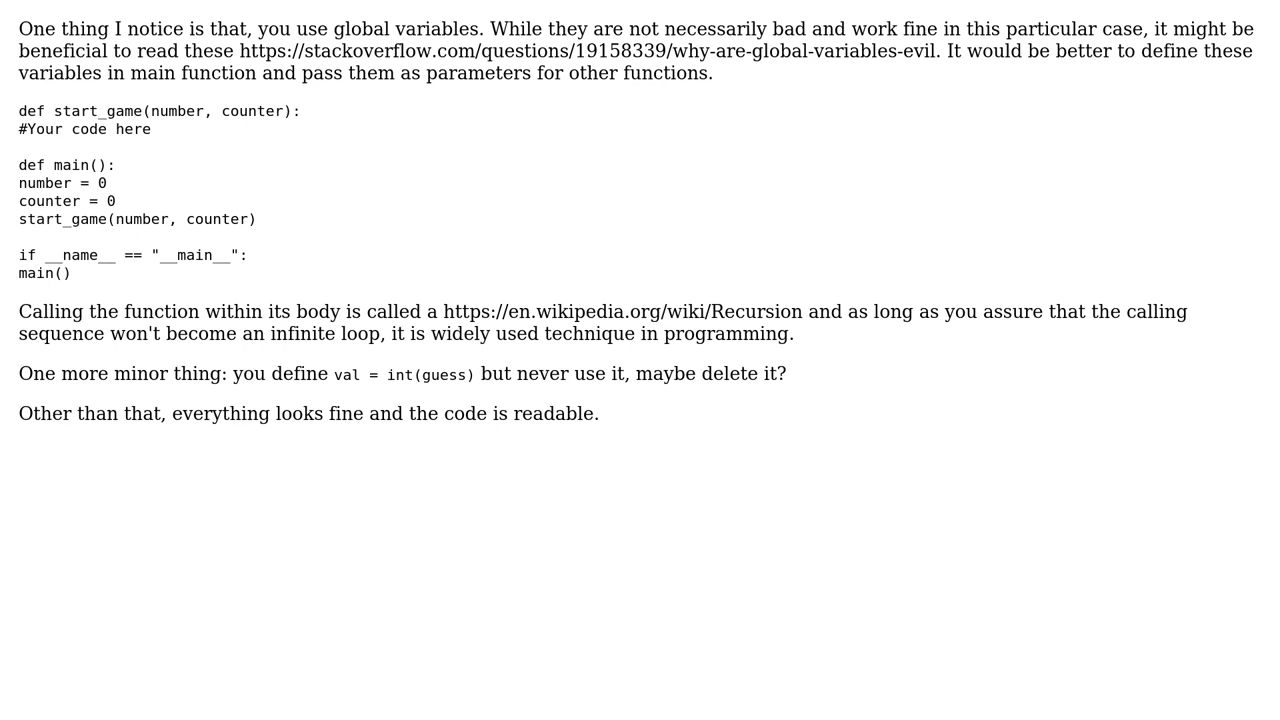 One thing I notice is that, you use global variables. While they are not necessarily bad and work fine in this particular case, it might be
beneficial to read these https://stackoverflow.com/questions/19158339/why-are-global-variables-evil. It would be better to define these
variables in main function and pass them as parameters for other functions.
def start_game(number, counter):
#Your code here
def main():
number = 0
counter = 0
start_game(number, counter)
if __name__ == "__main__":
main()
Calling the function within its body is called a https://en.wikipedia.org/wiki/Recursion and as long as you assure that the calling
sequence won't become an infinite loop, it is widely used technique in programming.
One more minor thing: you define val = int(guess) but never use it, maybe delete it?
Other than that, everything looks fine and the code is readable.